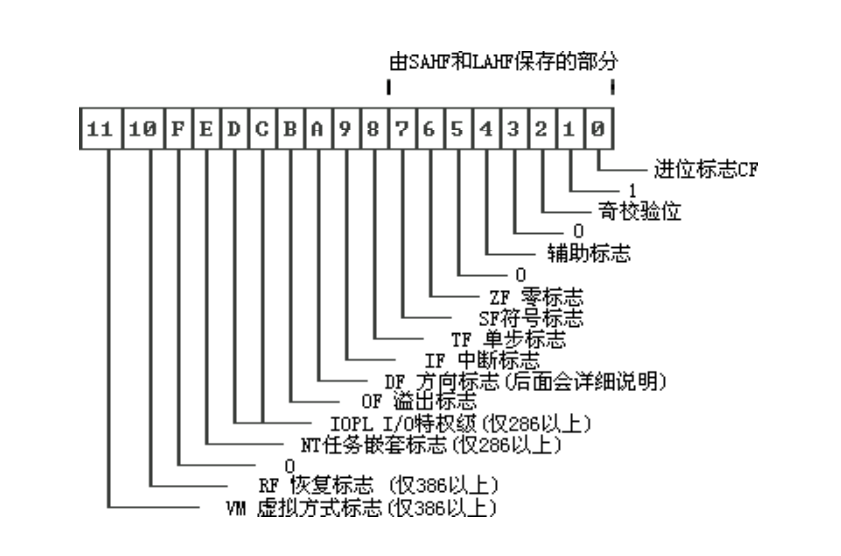 由SAHF和LAHF保存的部分
11 10 F E D C B A 9 8 7 6 5 4 3 2 1 0
进位标志CF
1
奇校验位
0
辅助标志
0
ZF 零标志
SF符号标志
TF 单步标志
IF 中断标志
DF 方向标志(后面会详细说明)
OF 溢出标志
IOPL I/O特权级(仅286以上)
NT任务嵌套标志(仅286以上)
0
RF 恢复标志 (仅386以上)
VM 虚拟方式标志(仅386以上)